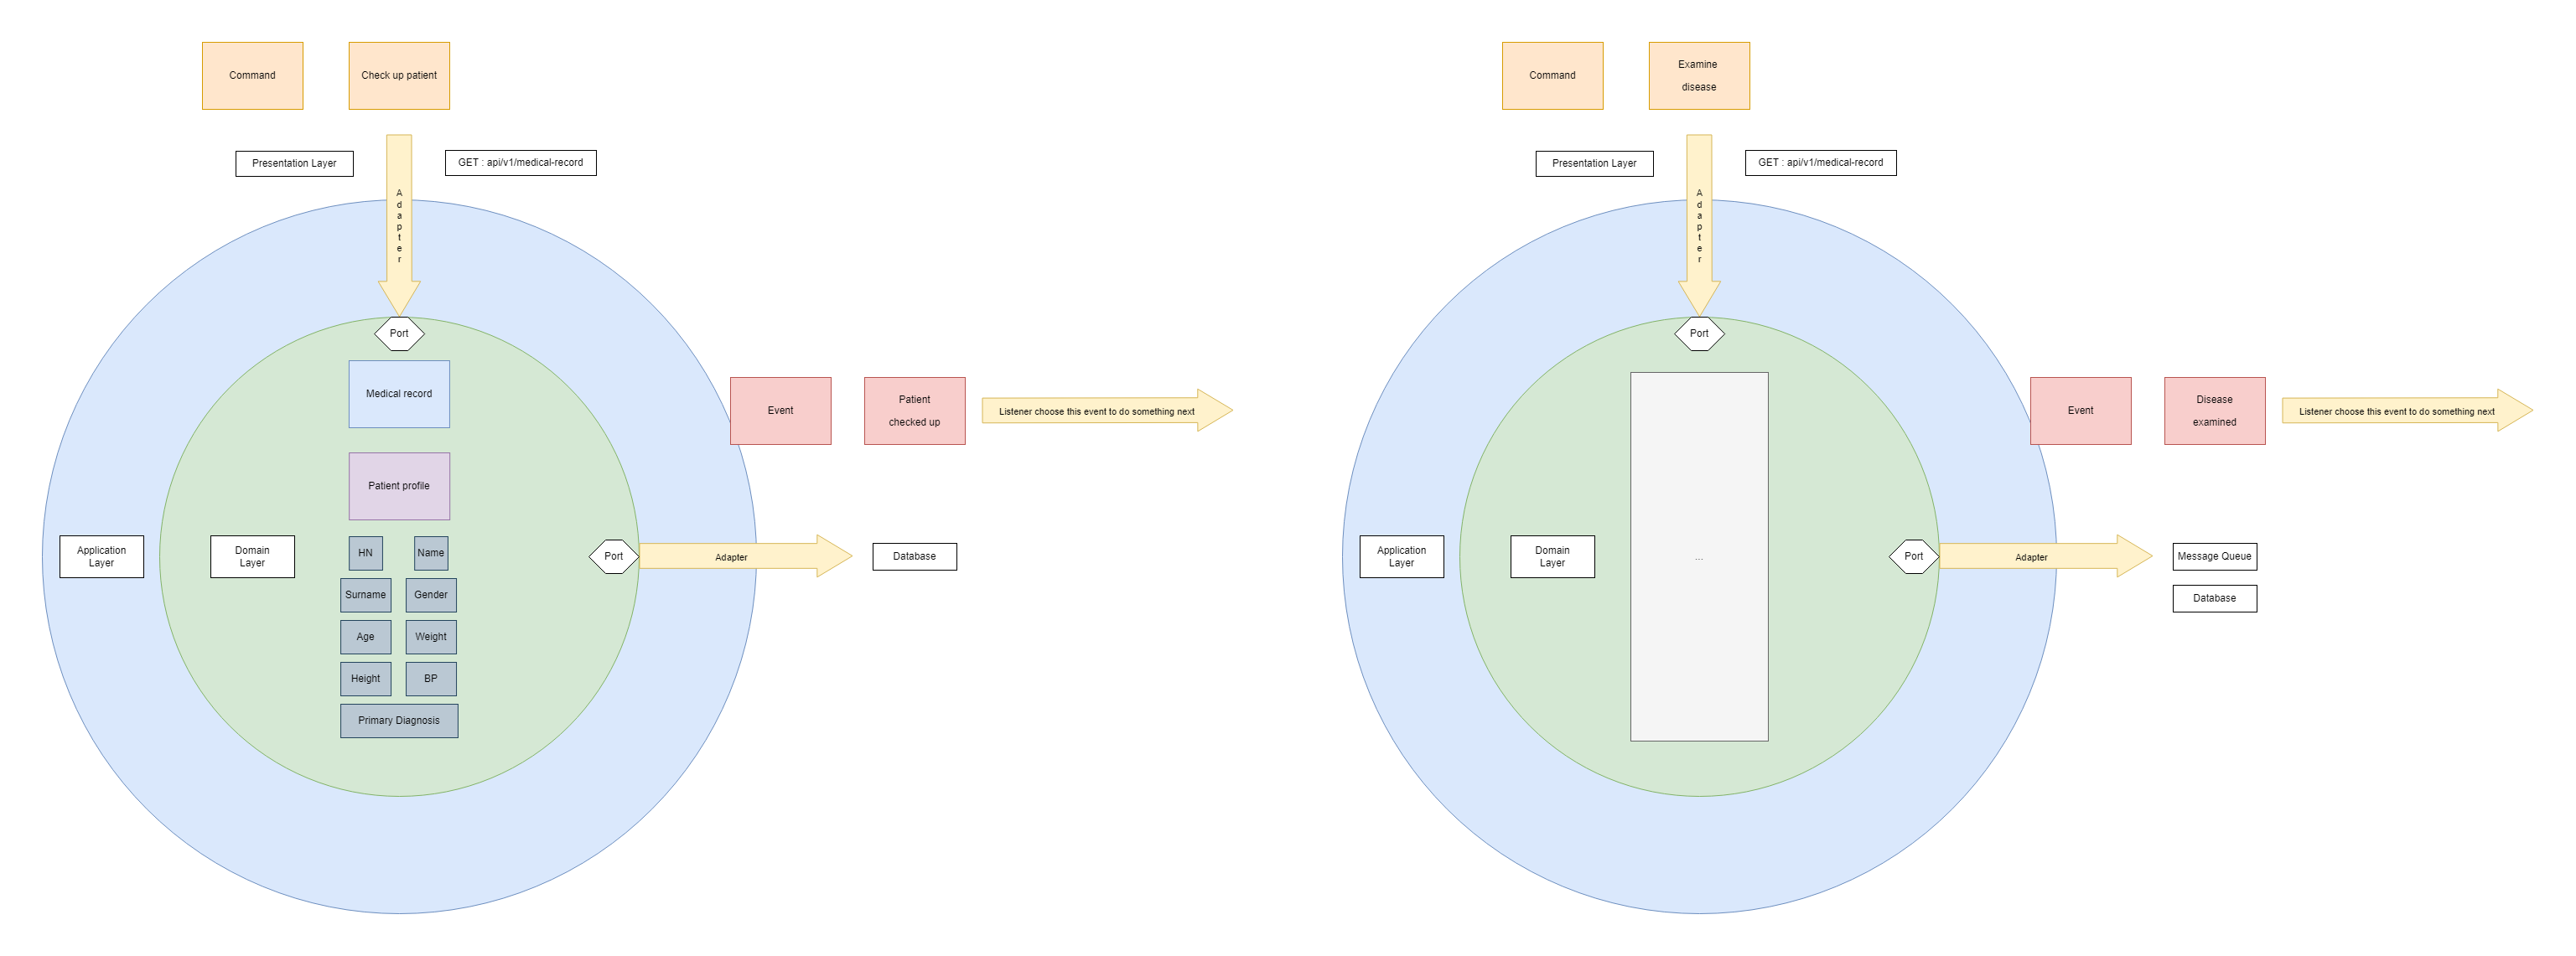 Command
Check up patient
Presentation Layer
GET : api/v1/medical-record
Adapter
Port
Medical record
Patient profile
Application
Layer
Domain
Layer
HN
Name
Surname
Gender
Age
Weight
Height
BP
Primary Diagnosis
Port
Adapter
Database
Event
Patient
checked up
Listener choose this event to do something next
Command
Examine
disease
Presentation Layer
GET : api/v1/medical-record
Adapter
Port
Application
Layer
Domain
Layer
...
Port
Adapter
Message Queue
Database
Event
Disease
examined
Listener choose this event to do something next